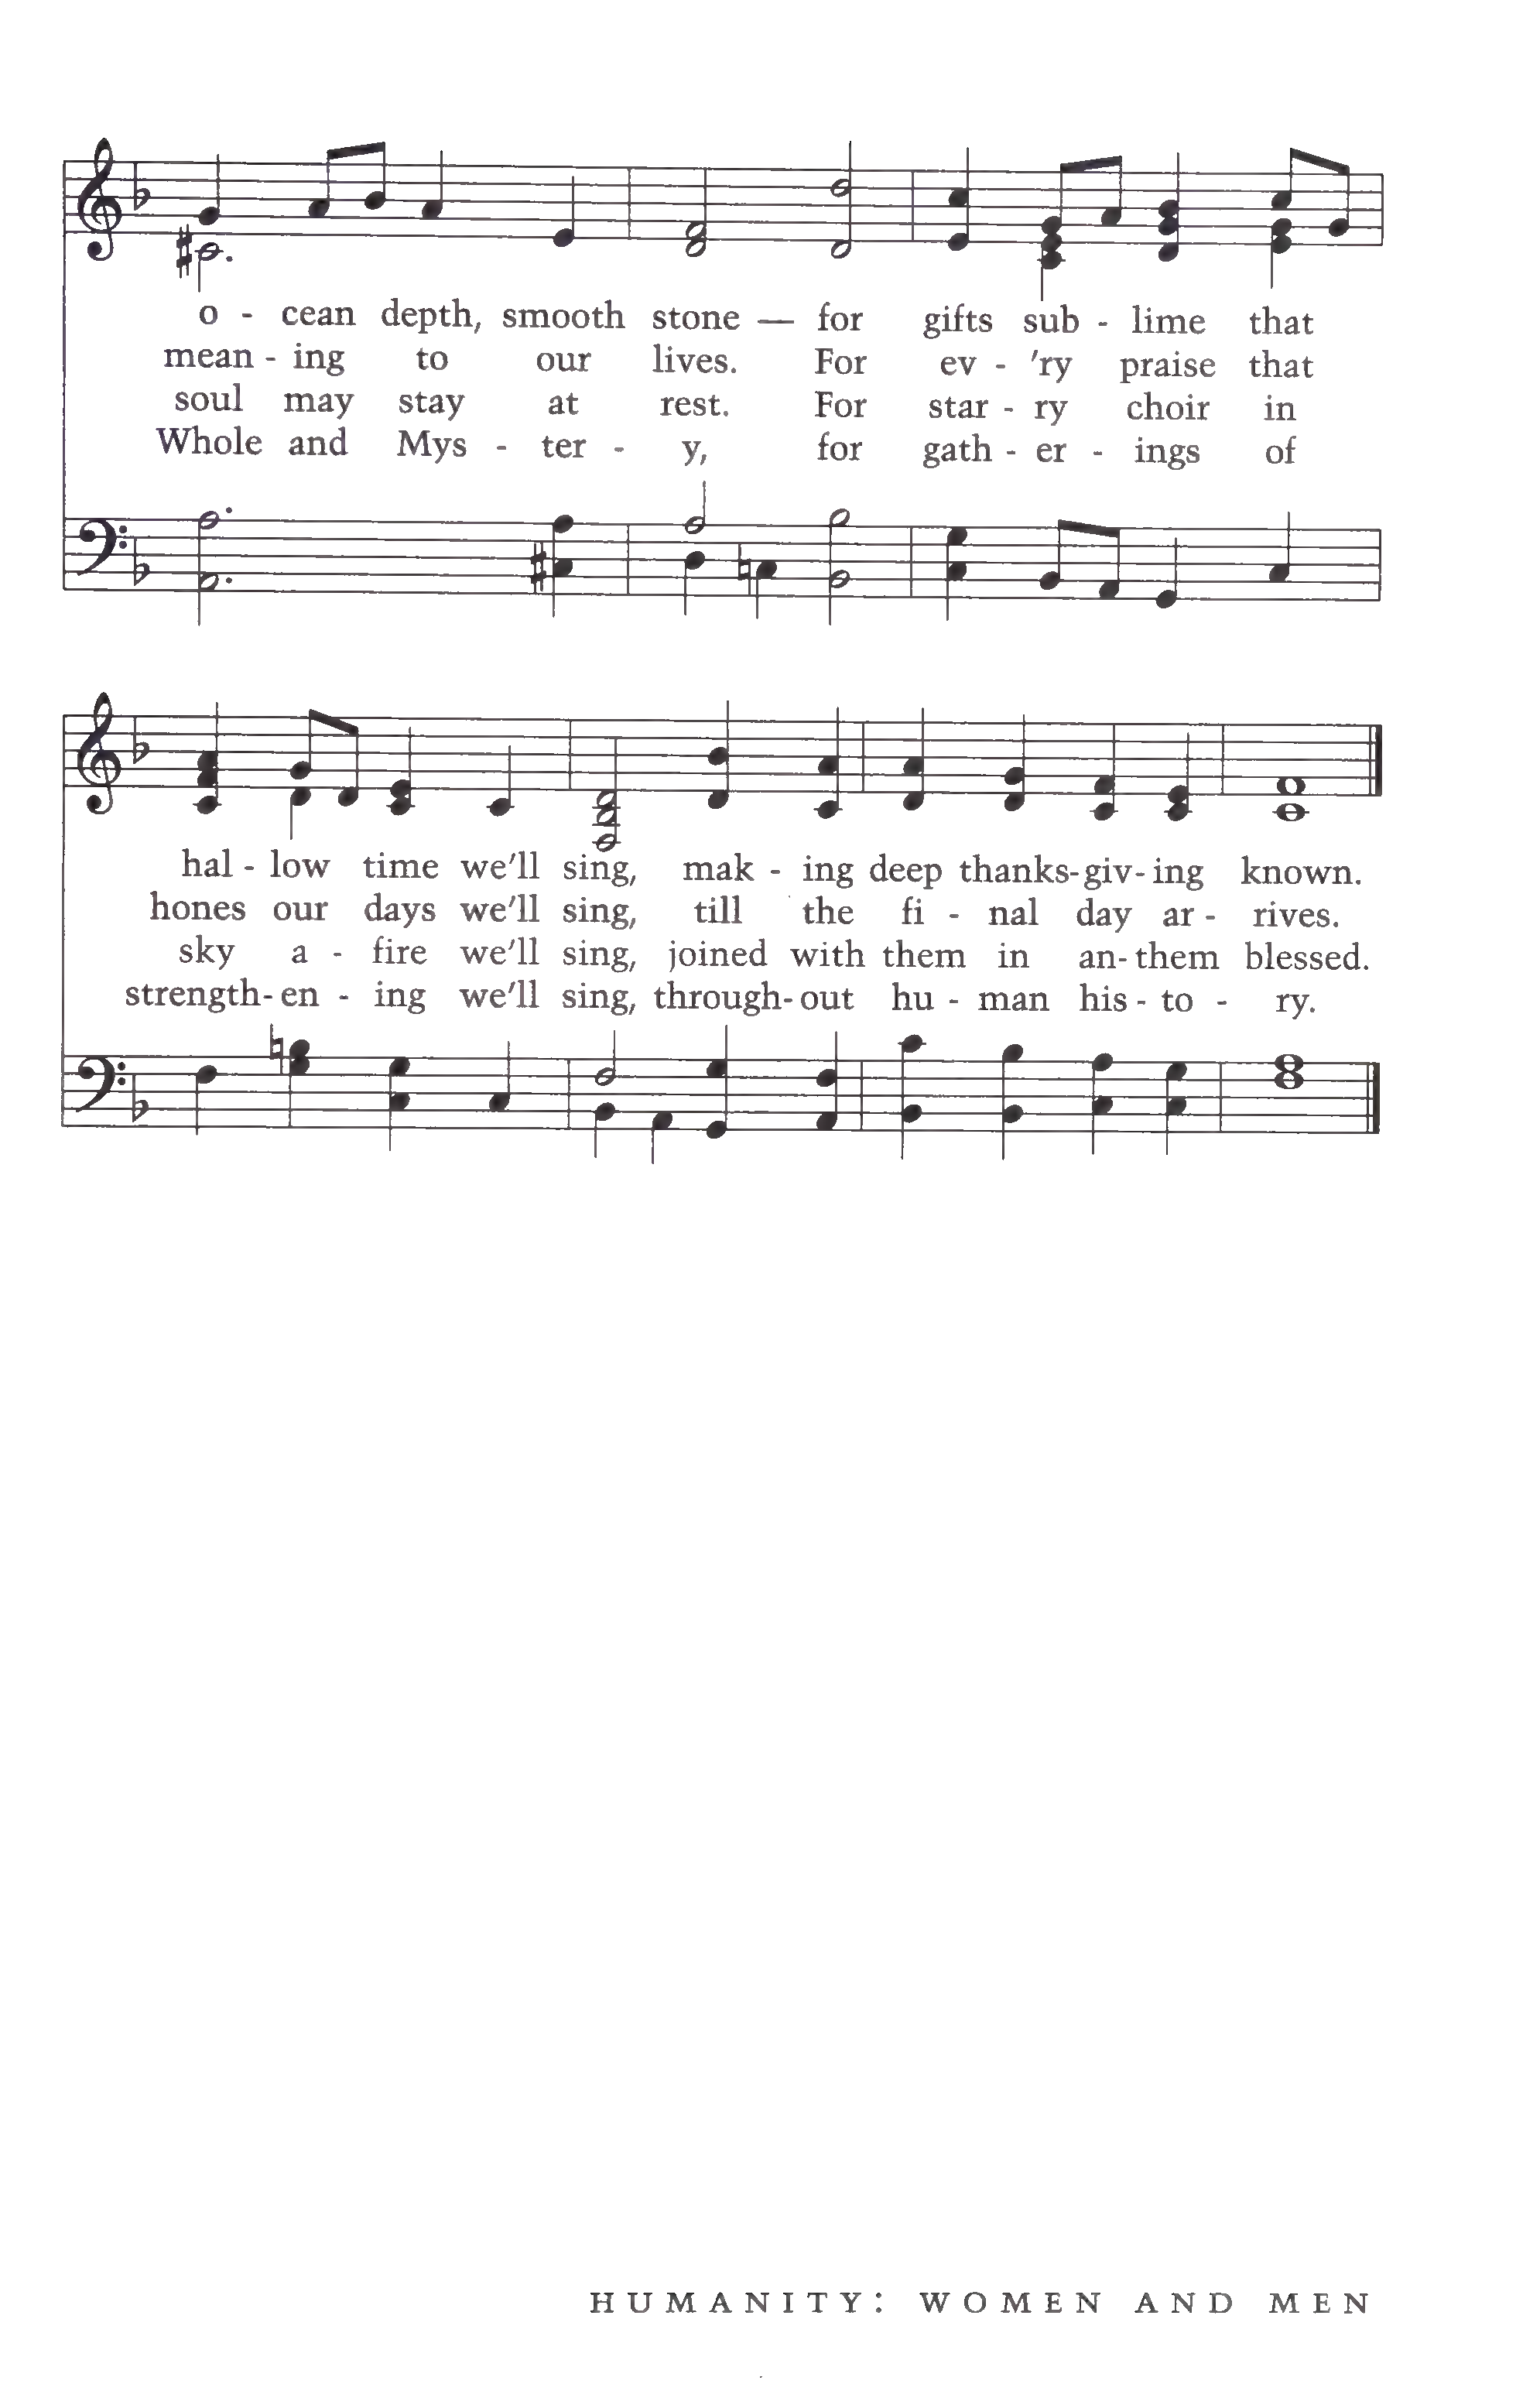 o - cean depth, smooth stone — for gifts sub - lime that
mean - ing to our lives. For ev - 'ry praise that
soul may stay at rest. For star - ry choir in
Whole and Mys - ter - y, for gath - er - ings of
hal - low time we'll sing, mak - ing deep thanks-giv-ing known.
hones our days we'll sing, till the fi - nal day ar - rives.
sky a - fire we'll sing, joined with them in an-them blessed.
strength-en - ing we'll sing, through-out hu - man his - to - ry.
HUMANITY: WOMEN AND MEN